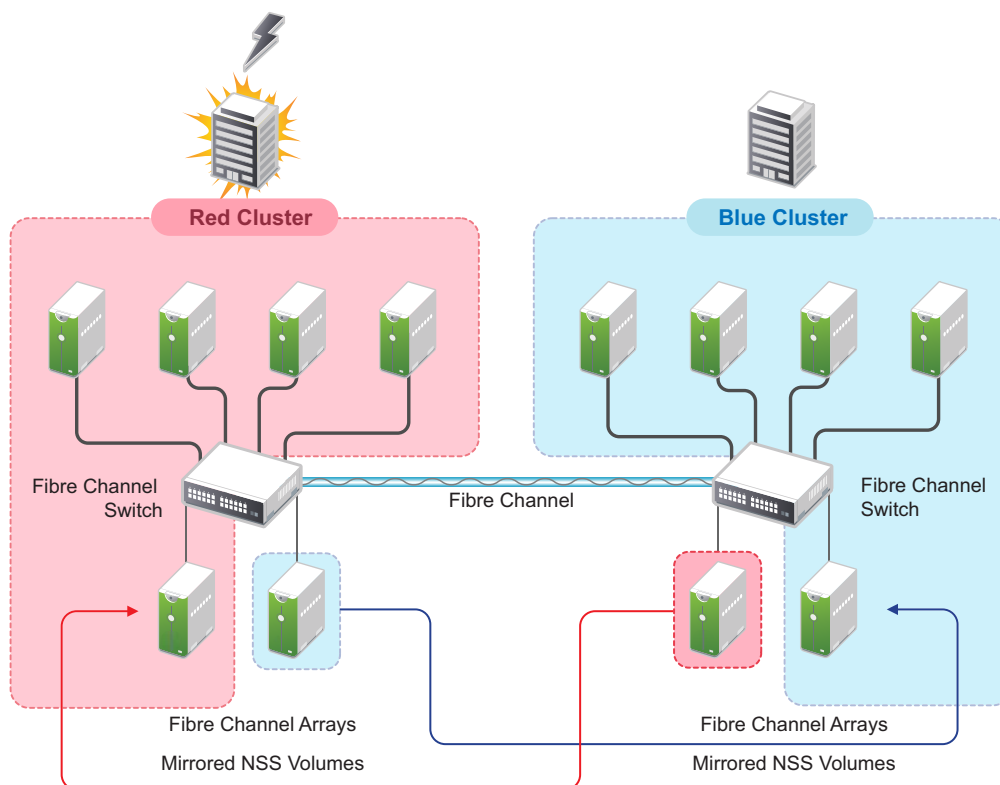 Red Cluster
Blue Cluster
Fibre Channel
Switch
Fibre Channel
Fibre Channel
Switch
Fibre Channel Arrays
Mirrored NSS Volumes
Fibre Channel Arrays
Mirrored NSS Volumes